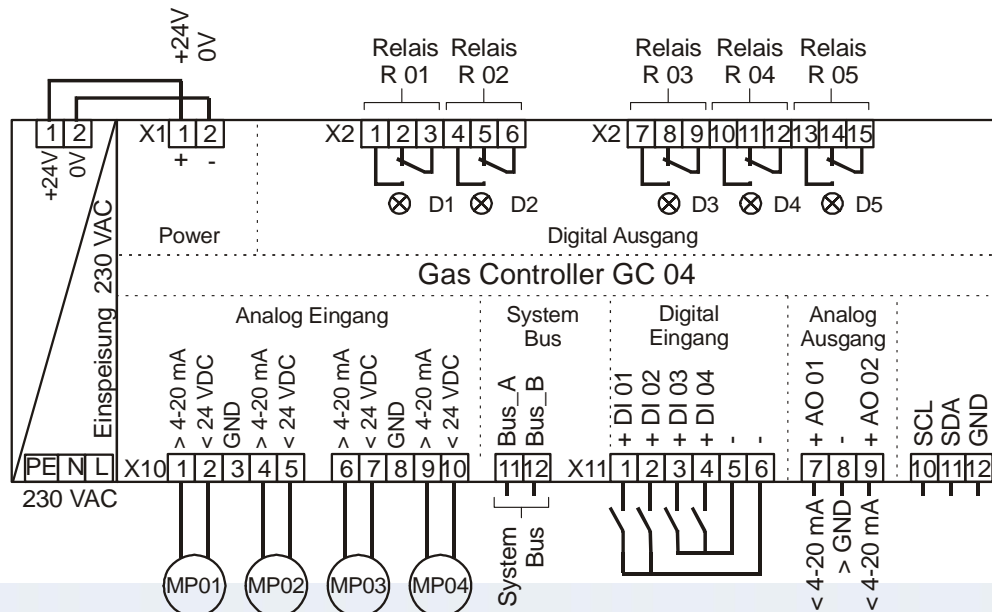 +24V
0V
Relais
R 01
Relais
R 02
Relais
R 03
Relais
R 04
Relais
R 05
1 2
X1 1 2
X2 1 2 3 4 5 6
X2 7 8 9 10 11 12 13 14 15
+24V
0V
+ -
D1 D2
D3 D4 D5
Power
Digital Ausgang
Einspeisung 230 VAC
Gas Controller GC 04
Analog Eingang
System
Bus
Digital
Eingang
Analog
Ausgang
> 4-20 mA
< 24 VDC
GND
> 4-20 mA
< 24 VDC
> 4-20 mA
< 24 VDC
GND
> 4-20 mA
< 24 VDC
Bus_A
Bus_B
+ DI 01
+ DI 02
+ DI 03
+ DI 04
-
-
+ AO 01
-
+ AO 02
SCL
SDA
GND
PE N L
X10 1 2 3 4 5
6 7 8 9 10
11 12
X11 1 2 3 4 5 6
7 8 9
10 11 12
230 VAC
MP01
MP02
MP03
MP04
System
Bus
< 4-20 mA
> GND
< 4-20 mA